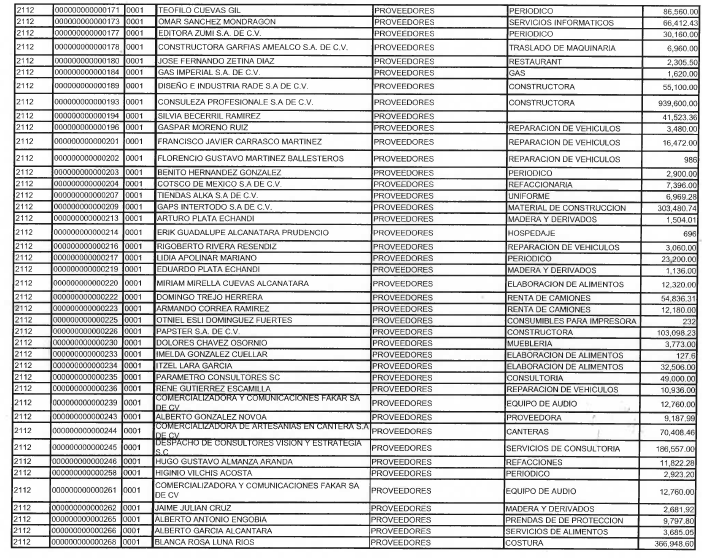 2112 000000000000171 0001 TEOFILO CUEVAS GIL PROVEEDORES PERIODICO 86,560.00
2112 000000000000173 0001 OMAR SANCHEZ MONDRAGON PROVEEDORES SERVICIOS INFORMATICOS 66,412.43
2112 000000000000177 0001 EDITORA ZUMI S.A. DE C.V. PROVEEDORES PERIODICO 30,160.00
2112 000000000000178 0001 CONSTRUCTORA GARFIAS AMEALCO S.A. DE C.V. PROVEEDORES TRASLADO DE MAQUINARIA 6,960.00
2112 000000000000180 0001 JOSE FERNANDO ZETINA DIAZ PROVEEDORES RESTAURANT 2,305.50
2112 000000000000184 0001 GAS IMPERIAL S.A. DE C.V. PROVEEDORES GAS 1,620.00
2112 000000000000189 0001 DISEÑO E INDUSTRIA RADE S.A DE C.V. PROVEEDORES CONSTRUCTORA 55,100.00
2112 000000000000193 0001 CONSULEZA PROFESIONALE S.A DE C.V. PROVEEDORES CONSTRUCTORA 939,600.00
2112 000000000000194 0001 SILVIA BECERRIL RAMIREZ PROVEEDORES 41,523.36
2112 000000000000196 0001 GASPAR MORENO RUIZ PROVEEDORES REPARACION DE VEHICULOS 3,480.00
2112 000000000000201 0001 FRANCISCO JAVIER CARRASCO MARTINEZ PROVEEDORES REPARACION DE VEHICULOS 16,472.00
2112 000000000000202 0001 FLORENCIO GUSTAVO MARTINEZ BALLESTEROS PROVEEDORES REPARACION DE VEHICULOS 986
2112 000000000000203 0001 BENITO HERNANDEZ GONZALEZ PROVEEDORES PERIODICO 2,900.00
2112 000000000000204 0001 COTSCO DE MEXICO S.A DE C.V. PROVEEDORES REFACCIONARIA 7,396.00
2112 000000000000207 0001 TIENDAS ALKA S.A DE C.V. PROVEEDORES UNIFORME 6,969.28
2112 000000000000209 0001 GAPS INTERTODO S.A DE C.V. PROVEEDORES MATERIAL DE CONSTRUCCION 303,480.74
2112 000000000000213 0001 ARTURO PLATA ECHANDI PROVEEDORES MADERA Y DERIVADOS 1,504.01
2112 000000000000214 0001 ERIK GUADALUPE ALCANATARA PRUDENCIO PROVEEDORES HOSPEDAJE 696
2112 000000000000216 0001 RIGOBERTO RIVERA RESENDIZ PROVEEDORES REPARACION DE VEHICULOS 3,060.00
2112 000000000000217 0001 LIDIA APOLINAR MARIANO PROVEEDORES PERIODICO 23,200.00
2112 000000000000219 0001 EDUARDO PLATA ECHANDI PROVEEDORES MADERA Y DERIVADOS 1,136.00
2112 000000000000220 0001 MIRIAM MIRELLA CUEVAS ALCANATARA PROVEEDORES ELABORACION DE ALIMENTOS 12,320.00
2112 000000000000222 0001 DOMINGO TREJO HERRERA PROVEEDORES RENTA DE CAMIONES 54,836.31
2112 000000000000223 0001 ARMANDO CORREA RAMIREZ PROVEEDORES RENTA DE CAMIONES 12,180.00
2112 000000000000225 0001 OTNIEL ESLI DOMINGUEZ FUERTES PROVEEDORES CONSUMIBLES PARA IMPRESORA 232
2112 000000000000226 0001 PAPSTER S.A. DE C.V. PROVEEDORES CONSTRUCTORA 103,098.23
2112 000000000000230 0001 DOLORES CHAVEZ OSORNIO PROVEEDORES MUEBLERIA 3,773.00
2112 000000000000233 0001 IMELDA GONZALEZ CUELLAR PROVEEDORES ELABORACION DE ALIMENTOS 127.6
2112 000000000000234 0001 ITZEL LARA GARCIA PROVEEDORES ELABORACION DE ALIMENTOS 32,506.00
2112 000000000000235 0001 PARAMETRO CONSULTORES SC PROVEEDORES CONSULTORIA 49,000.00
2112 000000000000236 0001 RENE GUTIERREZ ESCAMILLA PROVEEDORES REPARACION DE VEHICULOS 10,936.00
2112 000000000000239 0001 COMERCIALIZADORA Y COMUNICACIONES FAKAR SA DE CV PROVEEDORES EQUIPO DE AUDIO 12,760.00
2112 000000000000243 0001 ALBERTO GONZALEZ NOVOA PROVEEDORES PROVEEDORA 9,187.99
2112 000000000000244 0001 COMERCIALIZADORA DE ARTESANIAS EN CANTERA S.A DE CV PROVEEDORES CANTERAS 70,408.46
2112 000000000000245 0001 DESPACHO DE CONSULTORES VISION Y ESTRATEGIA S.C PROVEEDORES SERVICIOS DE CONSULTORIA 186,557.00
2112 000000000000246 0001 HUGO GUSTAVO ALMANZA ARANDA PROVEEDORES REFACCIONES 11,822.28
2112 000000000000258 0001 HIGINIO VILCHIS ACOSTA PROVEEDORES PERIODICO 2,923.20
2112 000000000000261 0001 COMERCIALIZADORA Y COMUNICACIONES FAKAR SA DE CV PROVEEDORES EQUIPO DE AUDIO 12,760.00
2112 000000000000262 0001 JAIME JULIAN CRUZ PROVEEDORES MADERA Y DERIVADOS 2,681.92
2112 000000000000265 0001 ALBERTO ANTONIO ENGOBIA PROVEEDORES PRENDAS DE DE PROTECCION 9,797.80
2112 000000000000266 0001 ALBERTO GARCIA ALCANTARA PROVEEDORES SERVICIOS DE ALIMENTOS 3,685.05
2112 000000000000268 0001 BLANCA ROSA LUNA RIOS PROVEEDORES COSTURA 366,948.60